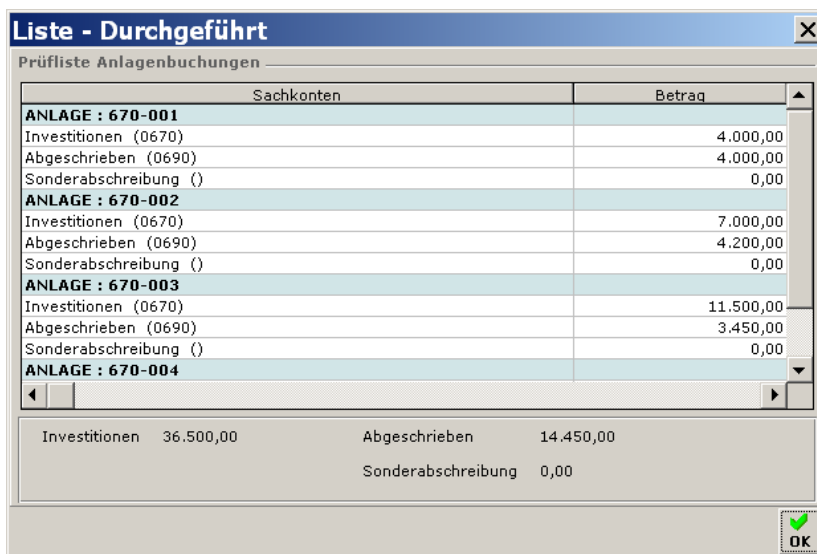 Liste - Durchgeführt
Prüfliste Anlagenbuchungen
Sachkonten Betrag
ANLAGE : 670-001
Investitionen (0670) 4.000,00
Abgeschrieben (0690) 4.000,00
Sonderabschreibung () 0,00
ANLAGE : 670-002
Investitionen (0670) 7.000,00
Abgeschrieben (0690) 4.200,00
Sonderabschreibung () 0,00
ANLAGE : 670-003
Investitionen (0670) 11.500,00
Abgeschrieben (0690) 3.450,00
Sonderabschreibung () 0,00
ANLAGE : 670-004
Investitionen 36.500,00 Abgeschrieben 14.450,00
Sonderabschreibung 0,00
OK